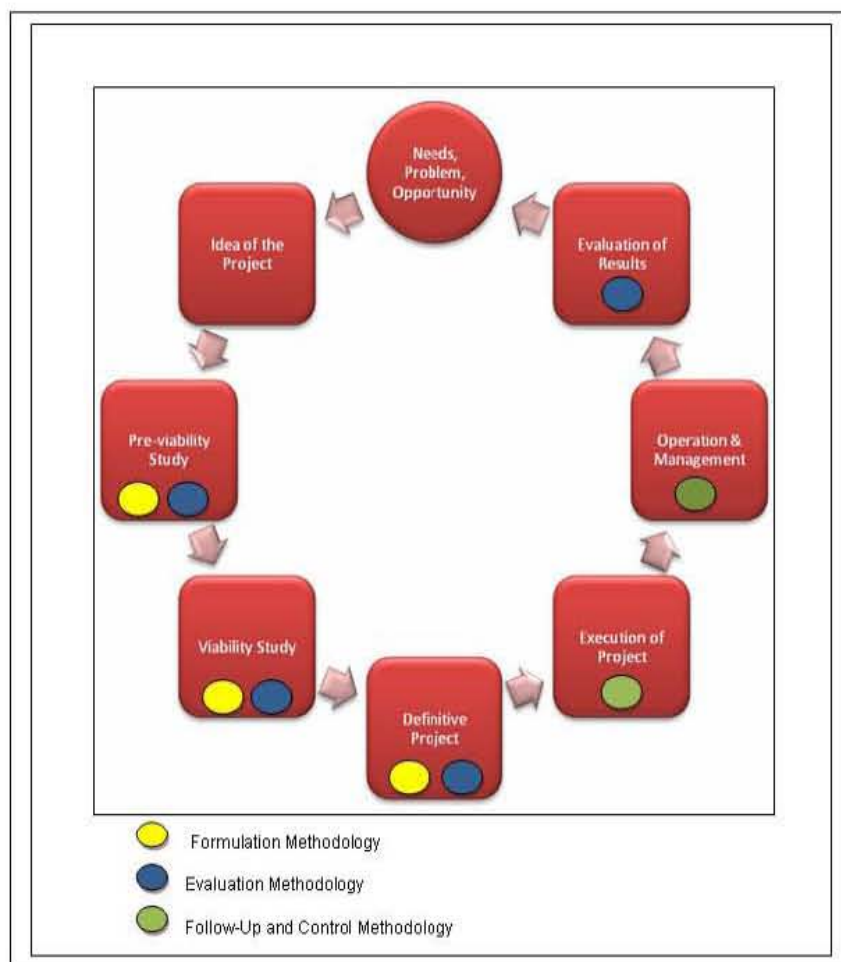 Needs,
Problem,
Opportunity
Idea of the
Project
Pre-viability
Study
Viability Study
Definitive
Project
Execution of
Project
Operation &
Management
Evaluation of
Results
Formulation Methodology
Evaluation Methodology
Follow-Up and Control Methodology